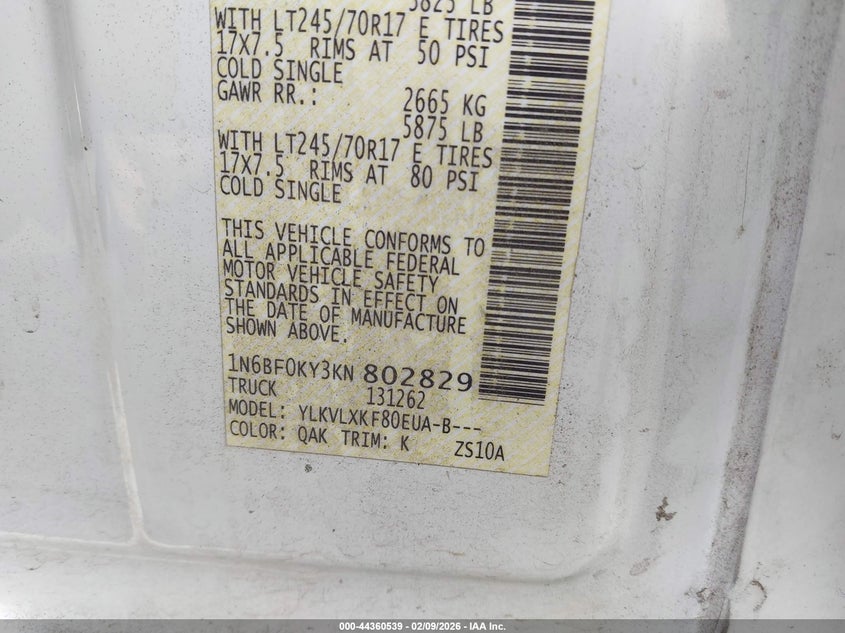 5825 LB
WITH LT245/70R17 E TIRES
17X7.5 RIMS AT 50 PSI
COLD SINGLE
GAWR RR.: 2665 KG
5875 LB
WITH LT245/70R17 E TIRES
17X7.5 RIMS AT 80 PSI
COLD SINGLE
THIS VEHICLE CONFORMS TO
ALL APPLICABLE FEDERAL
MOTOR VEHICLE SAFETY
STANDARDS IN EFFECT ON
THE DATE OF MANUFACTURE
SHOWN ABOVE.
1N6BF0KY3KN 802829
TRUCK 131262
MODEL: YLKVLXKF80EUA-B---
COLOR: QAK TRIM: K ZS10A
000-44360539 - 02/09/2026 - IAA Inc.